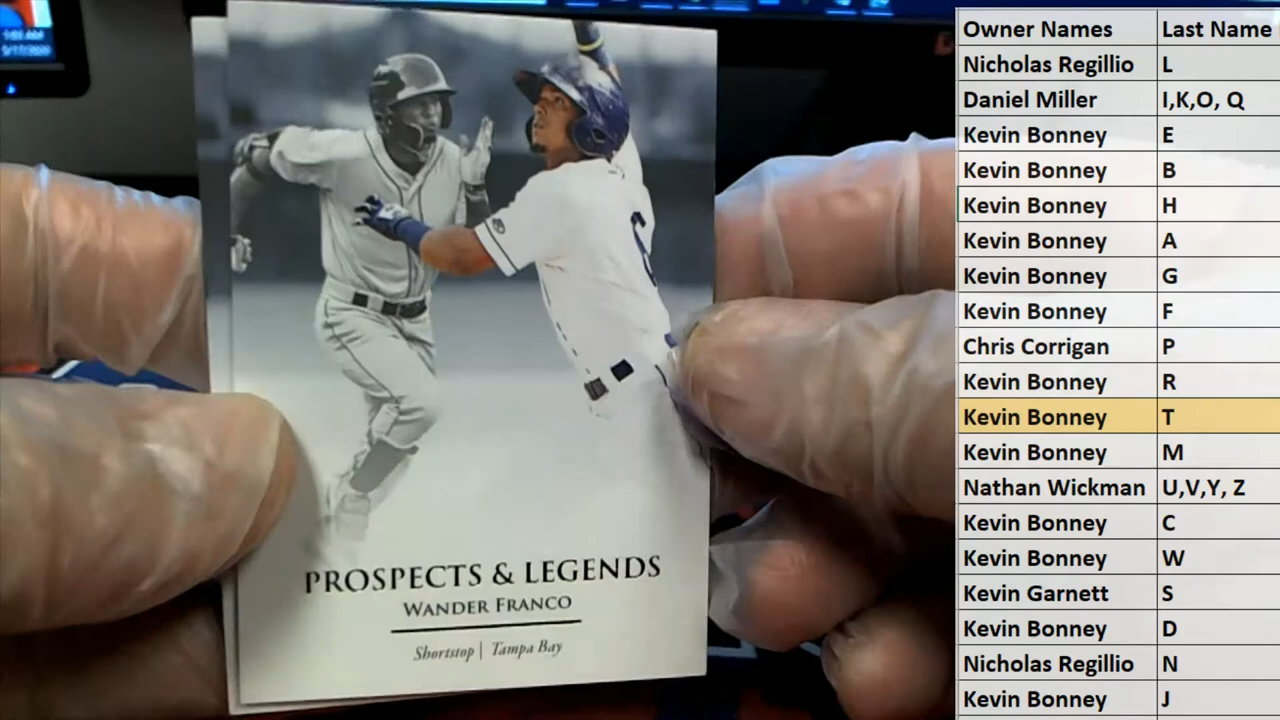 Owner Names Last Name
Nicholas Regillio L
Daniel Miller I,K,O, Q
Kevin Bonney E
Kevin Bonney B
Kevin Bonney H
Kevin Bonney A
Kevin Bonney G
Kevin Bonney F
Chris Corrigan P
Kevin Bonney R
Kevin Bonney T
Kevin Bonney M
Nathan Wickman U,V,Y, Z
Kevin Bonney C
Kevin Bonney W
Kevin Garnett S
Kevin Bonney D
Nicholas Regillio N
Kevin Bonney J
6
PROSPECTS & LEGENDS
WANDER FRANCO
Shortstop | Tampa Bay